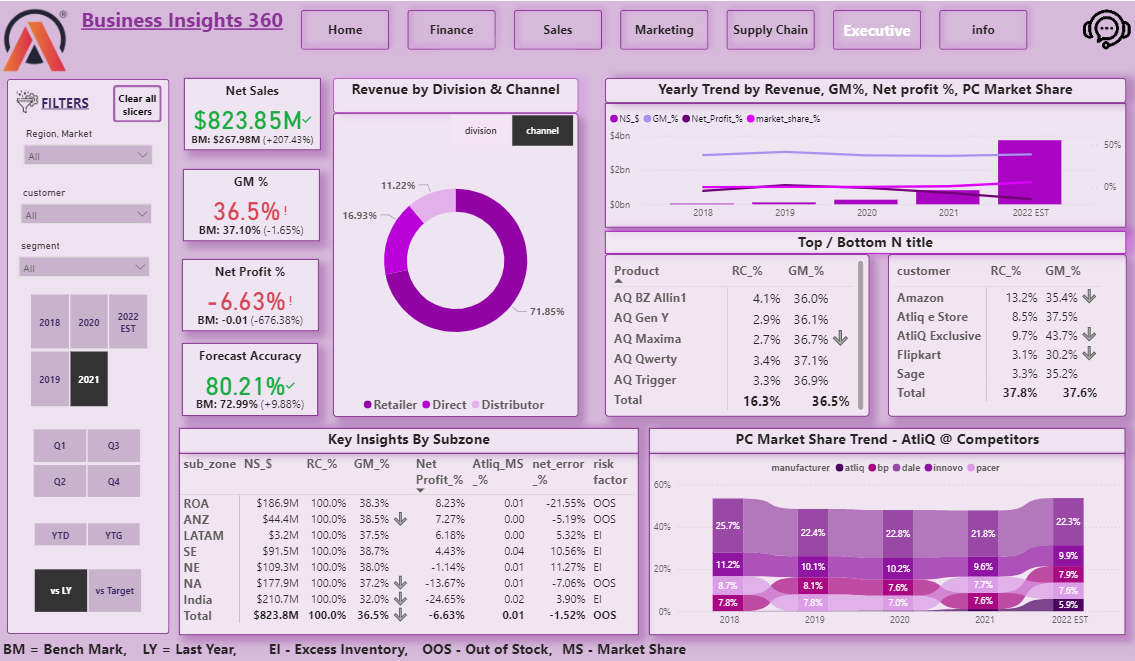 Business Insights 360
Home
Finance
Sales
Marketing
Supply Chain
Executive
info
FILTERS
Clear all
slicers
Region, Market
All
customer
All
segment
All
2018
2020
2022
EST
2019
2021
Q1
Q3
Q2
Q4
YTD
YTG
vs LY
vs Target
Net Sales
$823.85M
BM: $267.98M (+207.43%)
GM %
36.5%!
BM: 37.10% (-1.65%)
Net Profit %
-6.63%!
BM: -0.01 (-676.38%)
Forecast Accuracy
80.21%
BM: 72.99% (+9.88%)
Revenue by Division & Channel
division
channel
11.22%
16.93%
71.85%
Retailer Direct Distributor
Yearly Trend by Revenue, GM%, Net profit %, PC Market Share
NS_$ GM_% Net_Profit_% market_share_%
$4bn
$2bn
$0bn
50%
0%
2018 2019 2020 2021 2022 EST
Top / Bottom N title
Product RC_% GM_%
AQ BZ Allin1 4.1% 36.0%
AQ Gen Y 2.9% 36.1%
AQ Maxima 2.7% 36.7%
AQ Qwerty 3.4% 37.1%
AQ Trigger 3.3% 36.9%
Total 16.3% 36.5%
customer RC_% GM_%
Amazon 13.2% 35.4%
Atliq e Store 8.5% 37.5%
AtliQ Exclusive 9.7% 43.7%
Flipkart 3.1% 30.2%
Sage 3.3% 35.2%
Total 37.8% 37.6%
Key Insights By Subzone
sub_zone NS_$ RC_% GM_% Net Atliq_MS net_error risk
Profit_% _% _% factor
ROA $186.9M 100.0% 38.3% 8.23% 0.01 -21.55% OOS
ANZ $44.4M 100.0% 38.5% 7.27% 0.00 -5.19% OOS
LATAM $3.2M 100.0% 37.5% 6.18% 0.00 5.32% EI
SE $91.5M 100.0% 38.7% 4.43% 0.04 10.56% EI
NE $109.3M 100.0% 38.0% -1.14% 0.01 11.27% EI
NA $177.9M 100.0% 37.2% -13.67% 0.01 -7.06% OOS
India $210.7M 100.0% 32.0% -24.65% 0.02 3.90% EI
Total $823.8M 100.0% 36.5% -6.63% 0.01 -1.52% OOS
PC Market Share Trend - AtliQ @ Competitors
manufacturer atliq bp dale innovo pacer
60%
40%
20%
0%
25.7%
11.2%
8.7%
7.8%
22.4%
10.1%
8.1%
7.8%
22.8%
10.2%
7.6%
7.0%
21.8%
9.6%
7.7%
7.6%
22.3%
9.9%
7.9%
7.6%
5.9%
2018 2019 2020 2021 2022 EST
BM = Bench Mark, LY = Last Year, EI - Excess Inventory, OOS - Out of Stock, MS - Market Share